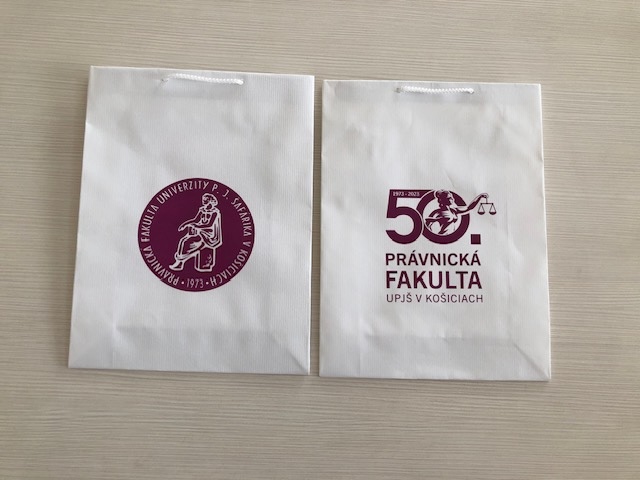 PRÁVNICKÁ FAKULTA UNIVERZITY P. J. ŠAFÁRIKA V KOŠICIACH
• 1973 •
1973 - 2023
50.
PRÁVNICKÁ
FAKULTA
UPJŠ V KOŠICIACH